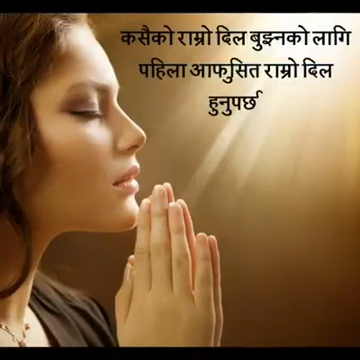 कसैको राम्रो दिल बुझ्नको लागि
पहिला आफुसित राम्रो दिल
हुनुपर्छ